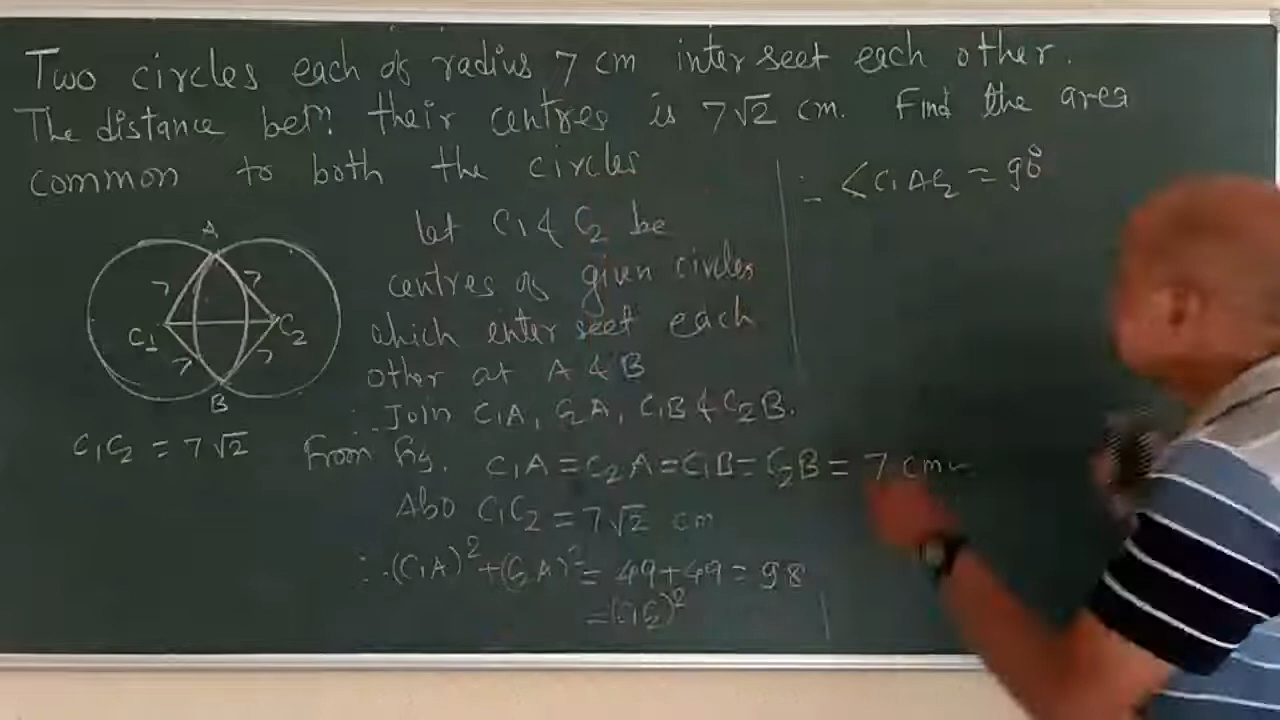 Two circles each of radius 7 cm inter seet each other.
The distance betn. their centres is 7√2 cm. Find the area
common to both the circles
∴ <C1AC2 = 90°
let C1 & C2 be
centres of given circles
which enter seet each
other at A & B
∴ Join C1A, C2A, C1B & C2B.
A
7 7
C1 C2
7 7
B
C1C2 = 7√2
From fig. C1A = C2A = C1B = C2B = 7 cm
Also C1C2 = 7√2 cm
∴ (C1A)² + (C2A)² = 49 + 49 = 98
= (C1C2)²